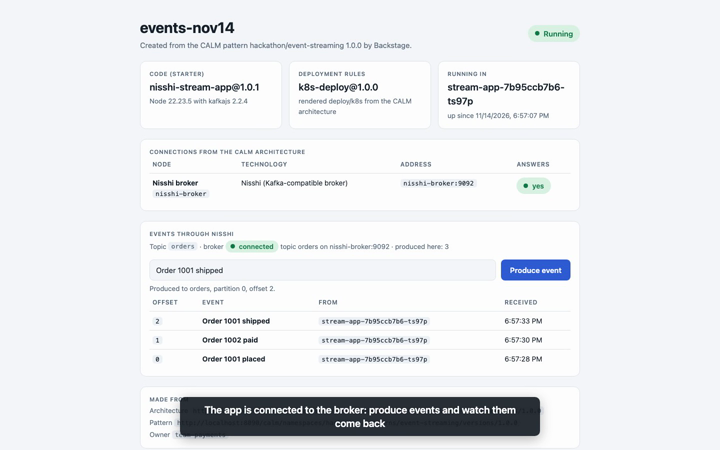 events-nov14
Created from the CALM pattern hackathon/event-streaming 1.0.0 by Backstage.
Running
CODE (STARTER)
nisshi-stream-app@1.0.1
Node 22.23.5 with kafkajs 2.2.4
DEPLOYMENT RULES
k8s-deploy@1.0.0
rendered deploy/k8s from the CALM
architecture
RUNNING IN
stream-app-7b95ccb7b6-
ts97p
up since 11/14/2026, 6:57:07 PM
CONNECTIONS FROM THE CALM ARCHITECTURE
NODE TECHNOLOGY ADDRESS ANSWERS
Nisshi broker Nisshi (Kafka-compatible broker) nisshi-broker:9092 yes
nisshi-broker
EVENTS THROUGH NISSHI
Topic orders · broker connected topic orders on nisshi-broker:9092 · produced here: 3
Order 1001 shipped Produce event
Produced to orders, partition 0, offset 2.
OFFSET EVENT FROM RECEIVED
2 Order 1001 shipped stream-app-7b95ccb7b6-ts97p 6:57:33 PM
1 Order 1002 paid stream-app-7b95ccb7b6-ts97p 6:57:30 PM
0 Order 1001 placed stream-app-7b95ccb7b6-ts97p 6:57:28 PM
MADE FROM
Pattern
Owner
The app is connected to the broker: produce events and watch them
come back